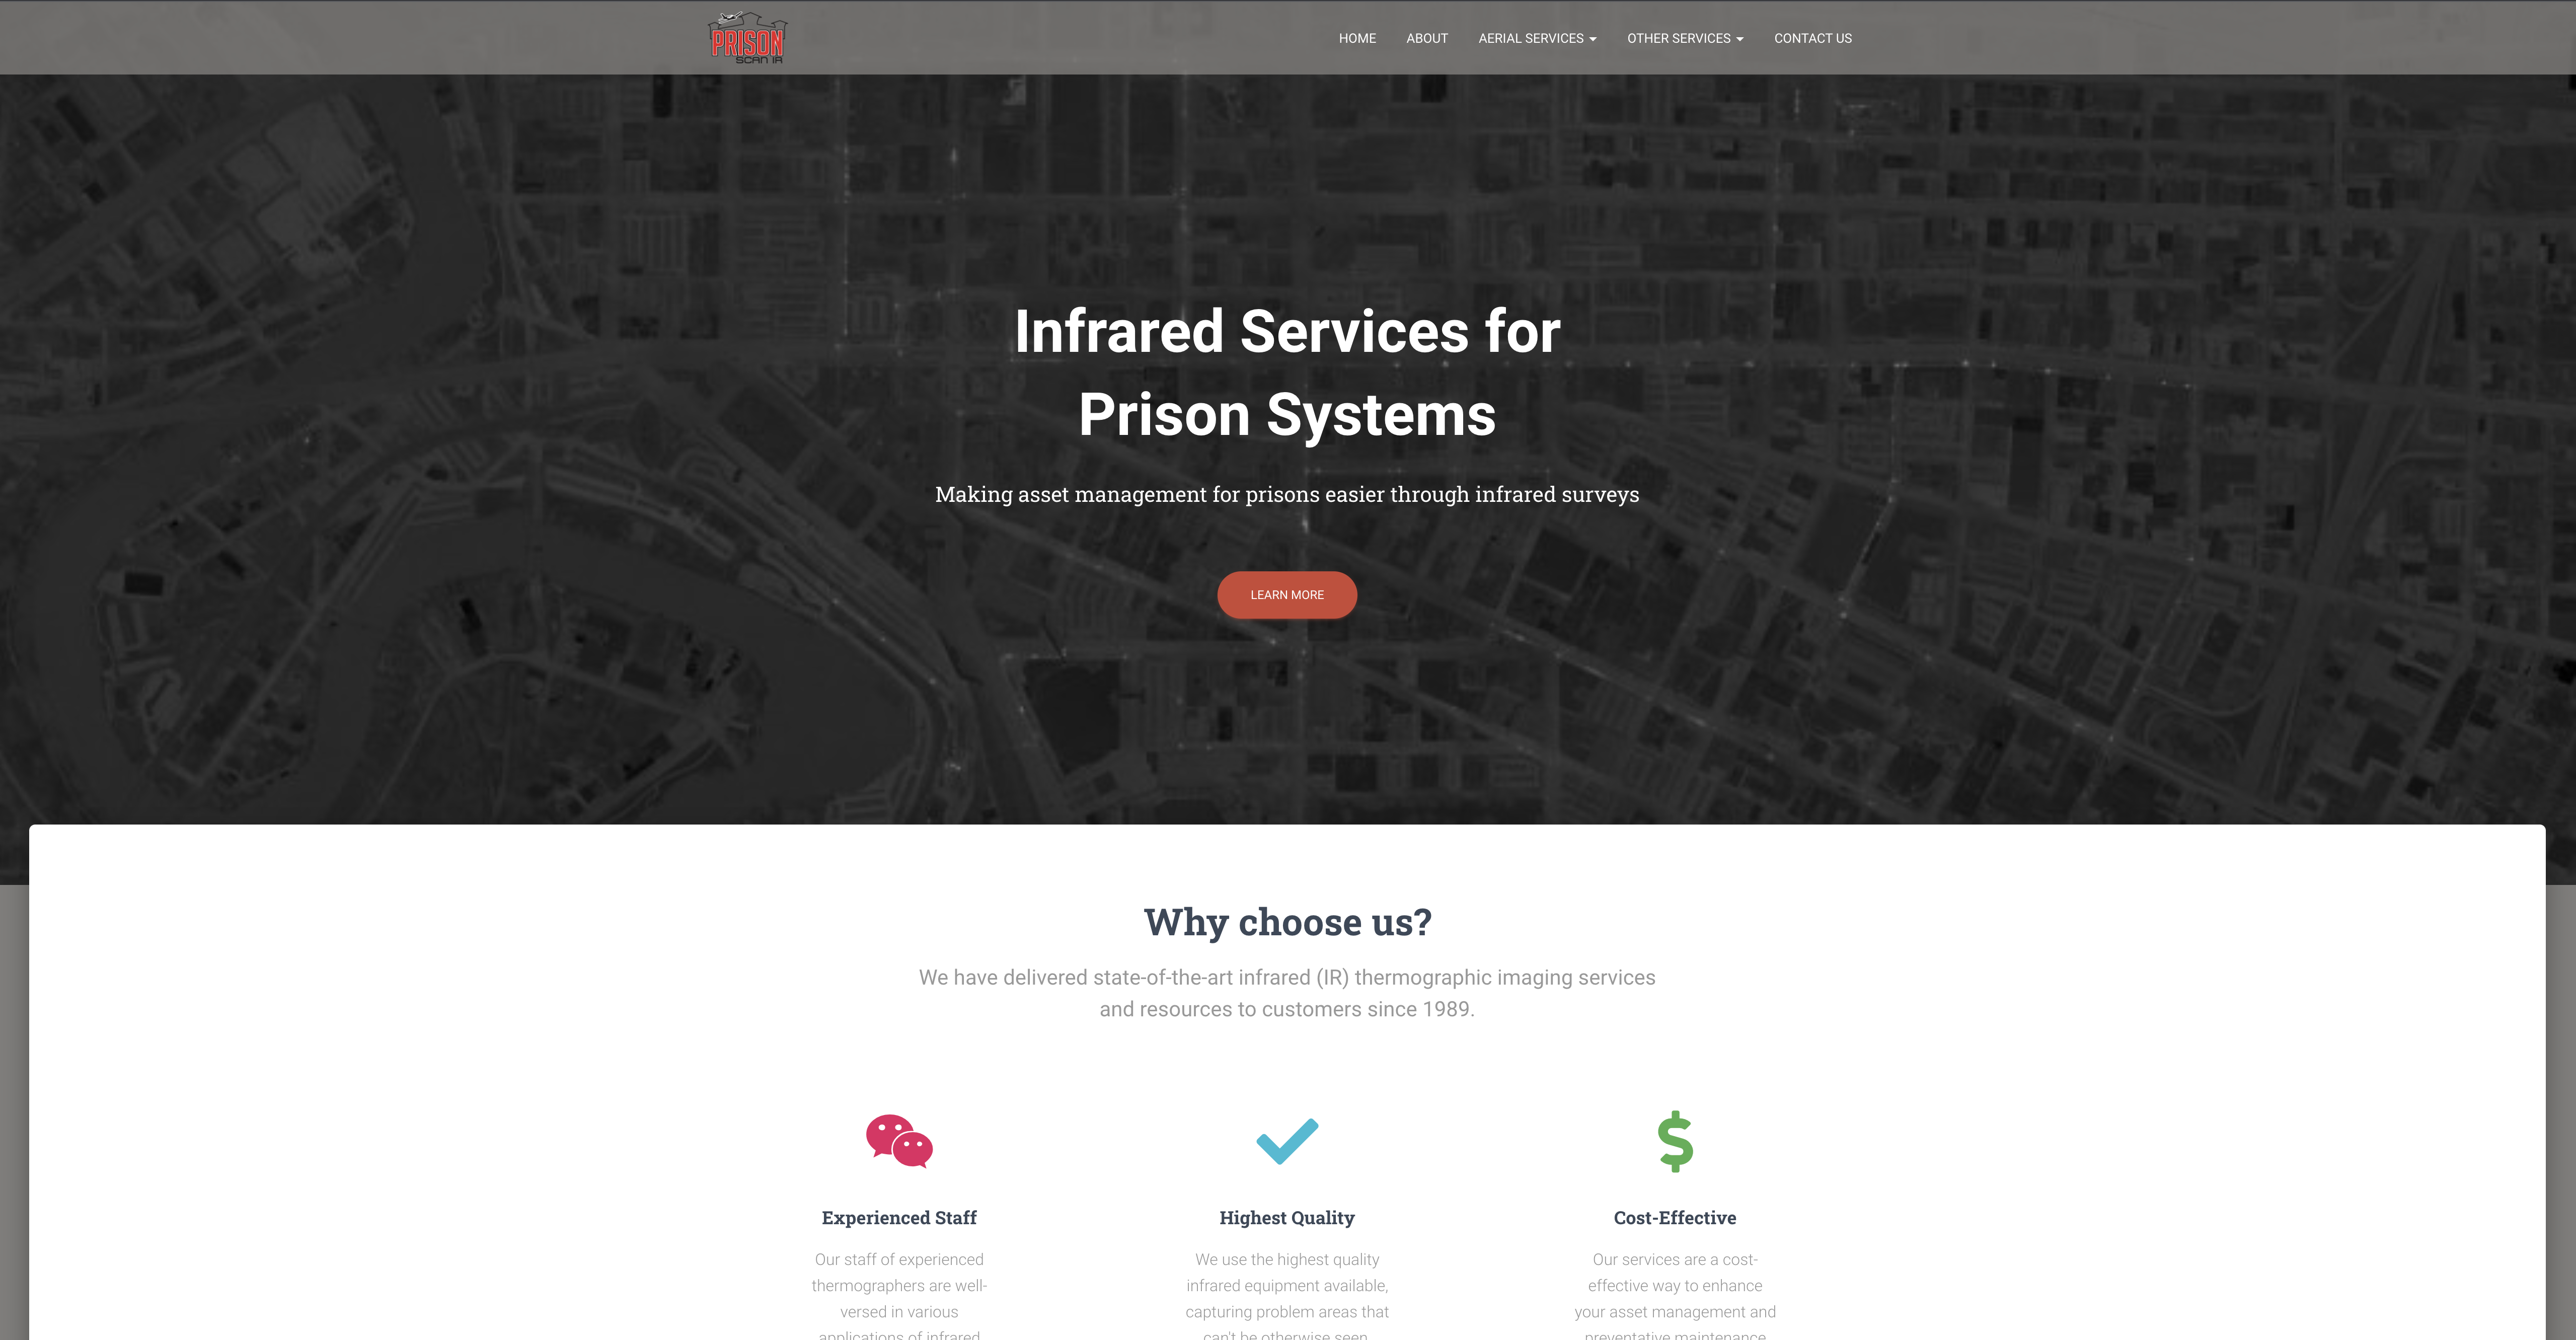 PRISON
SCAN IR
HOME ABOUT AERIAL SERVICES OTHER SERVICES CONTACT US
Infrared Services for
Prison Systems
Making asset management for prisons easier through infrared surveys
LEARN MORE
Why choose us?
We have delivered state-of-the-art infrared (IR) thermographic imaging services
and resources to customers since 1989.
Experienced Staff
Our staff of experienced
thermographers are well-
versed in various
applications of infrared
Highest Quality
We use the highest quality
infrared equipment available,
capturing problem areas that
can't be otherwise seen
Cost-Effective
Our services are a cost-
effective way to enhance
your asset management and
preventative maintenance